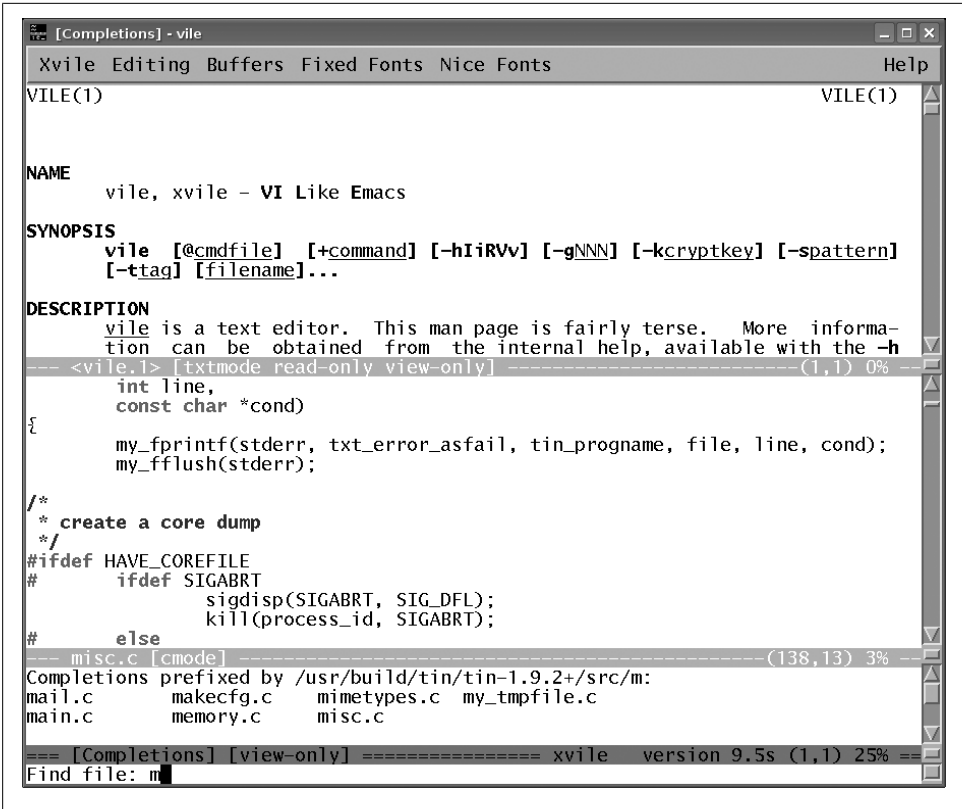 [Completions] - vile
Xvile Editing Buffers Fixed Fonts Nice Fonts Help
VILE(1) VILE(1)
NAME
vile, xvile – VI Like Emacs
SYNOPSIS
vile [@cmdfile] [+command] [-hIiRVv] [-gNNN] [-kcryptkey] [-spattern]
[-ttag] [filename]...
DESCRIPTION
vile is a text editor. This man page is fairly terse. More informa-
tion can be obtained from the internal help, available with the -h
--- <vile.1> [txtmode read-only view-only] ---------------------------(1,1) 0% --
int line,
const char *cond)
{
my_fprintf(stderr, txt_error_asfail, tin_progname, file, line, cond);
my_fflush(stderr);
/*
* create a core dump
*/
#ifdef HAVE_COREFILE
# ifdef SIGABRT
sigdisp(SIGABRT, SIG_DFL);
kill(process_id, SIGABRT);
# else
--- misc.c [cmode] -------------------------------------------------(138,13) 3% --
Completions prefixed by /usr/build/tin/tin-1.9.2+/src/m:
mail.c makecfg.c mimetypes.c my_tmpfile.c
main.c memory.c misc.c
=== [Completions] [view-only] ================ xvile version 9.5s (1,1) 25% ==
Find file: m